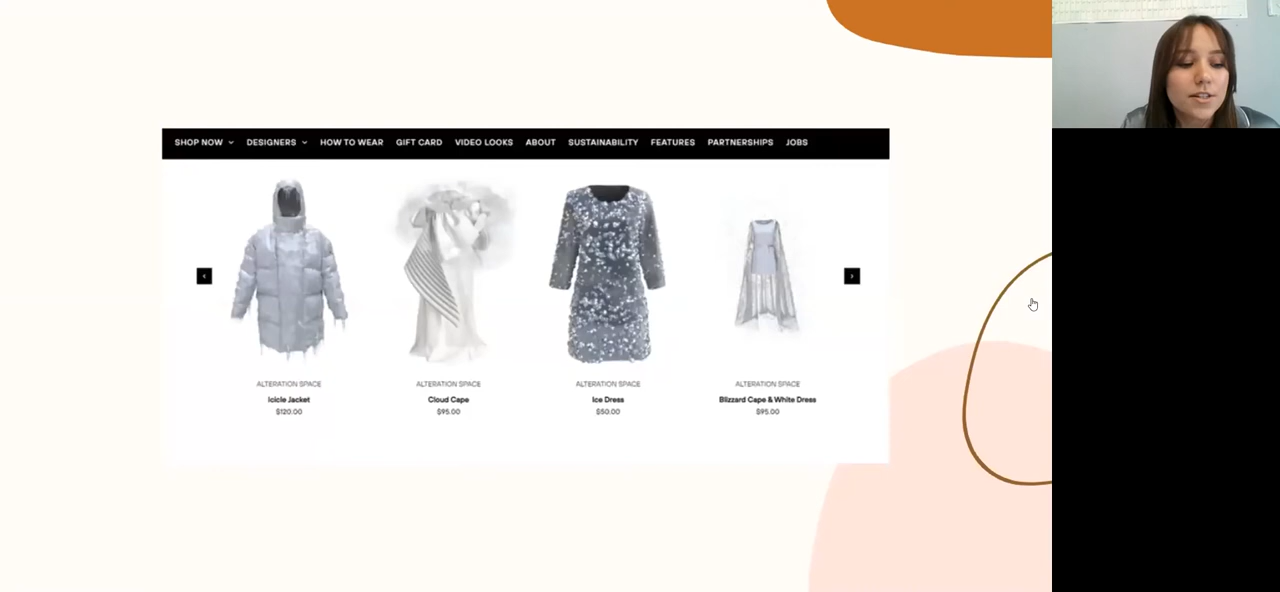 SHOP NOW DESIGNERS HOW TO WEAR GIFT CARD VIDEO LOOKS ABOUT SUSTAINABILITY FEATURES PARTNERSHIPS JOBS
ALTERATION SPACE ALTERATION SPACE ALTERATION SPACE ALTERATION SPACE
Icicle Jacket Cloud Cape Ice Dress Blizzard Cape & White Dress
$120.00 $95.00 $50.00 $95.00